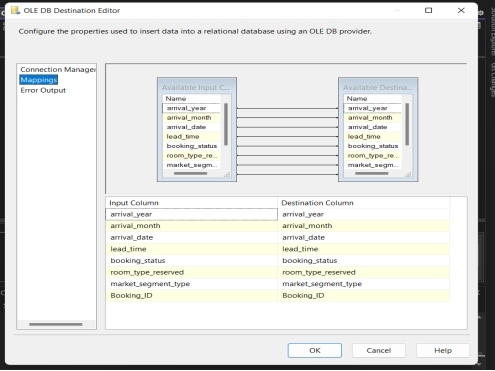 OLE DB Destination Editor
Configure the properties used to insert data into a relational database using an OLE DB provider.
Connection Manager
Mappings
Error Output
Available Input C...
Name
arrival_year
arrival_month
arrival_date
lead_time
booking_status
room_type_re...
market_segm...
Available Destina...
Name
arrival_year
arrival_month
arrival_date
lead_time
booking_status
room_type_re...
market_segm...
Input Column Destination Column
arrival_year arrival_year
arrival_month arrival_month
arrival_date arrival_date
lead_time lead_time
booking_status booking_status
room_type_reserved room_type_reserved
market_segment_type market_segment_type
Booking_ID Booking_ID
OK Cancel Help